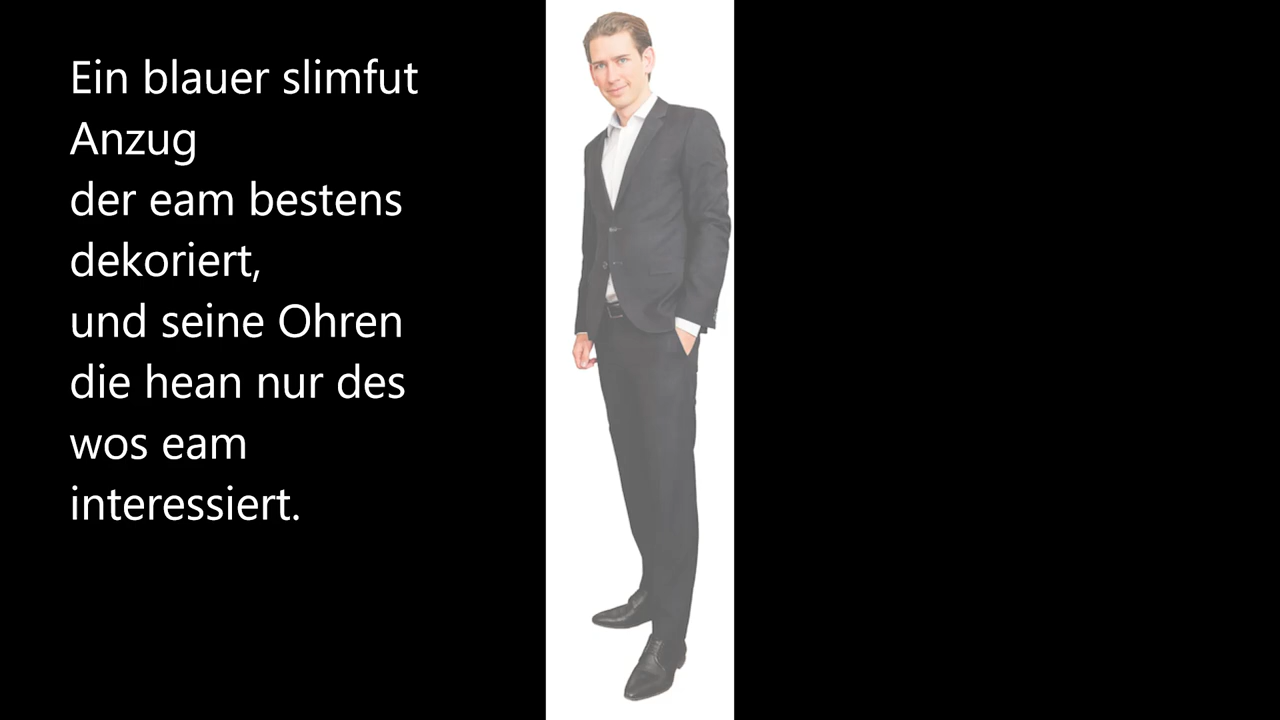 Ein blauer slimfut
Anzug
der eam bestens
dekoriert,
und seine Ohren
die hean nur des
wos eam
interessiert.